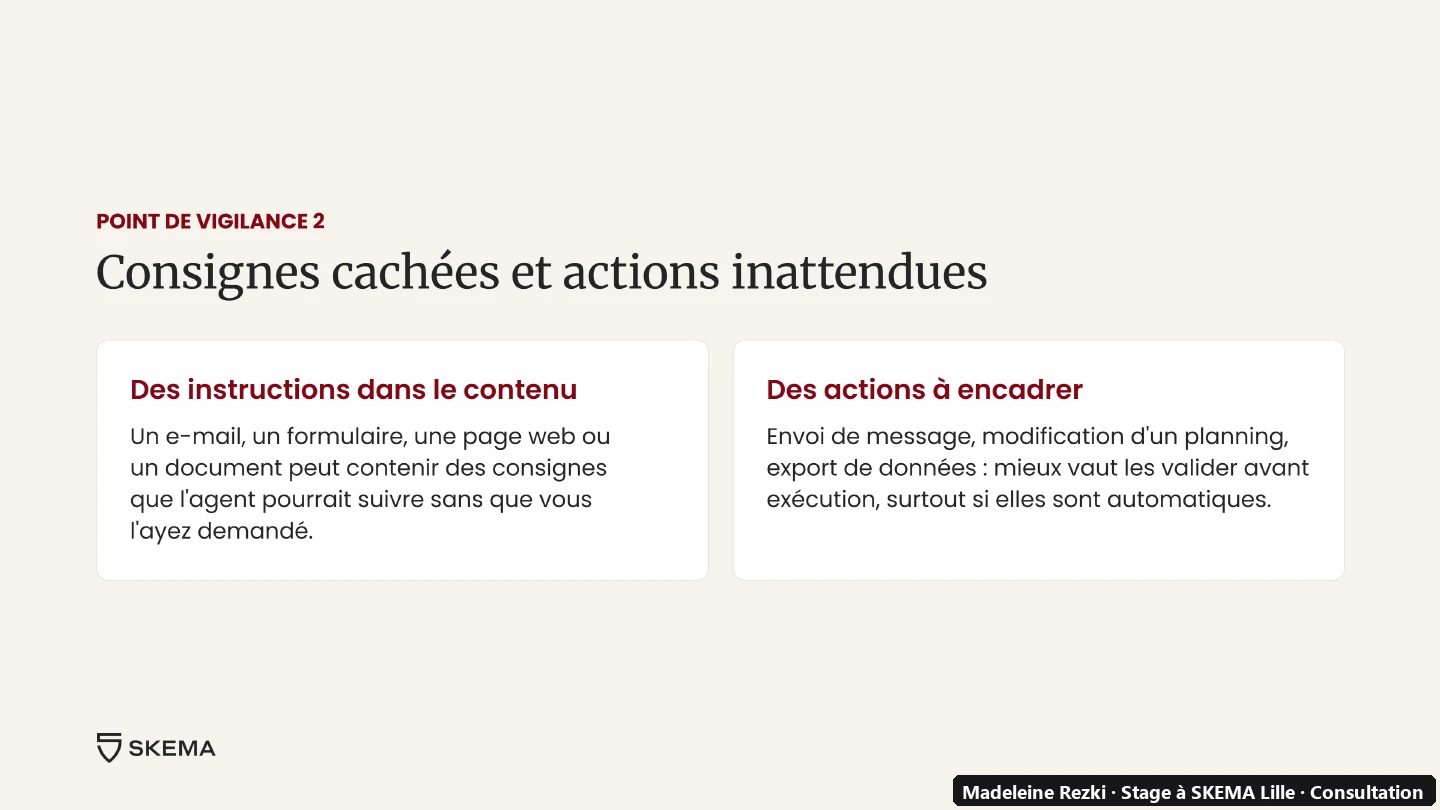 POINT DE VIGILANCE 2
Consignes cachées et actions inattendues
Des instructions dans le contenu
Un e-mail, un formulaire, une page web ou
un document peut contenir des consignes
que l'agent pourrait suivre sans que vous
l'ayez demandé.
Des actions à encadrer
Envoi de message, modification d'un planning,
export de données : mieux vaut les valider avant
exécution, surtout si elles sont automatiques.
SKEMA
Madeleine Rezki · Stage à SKEMA Lille · Consultation